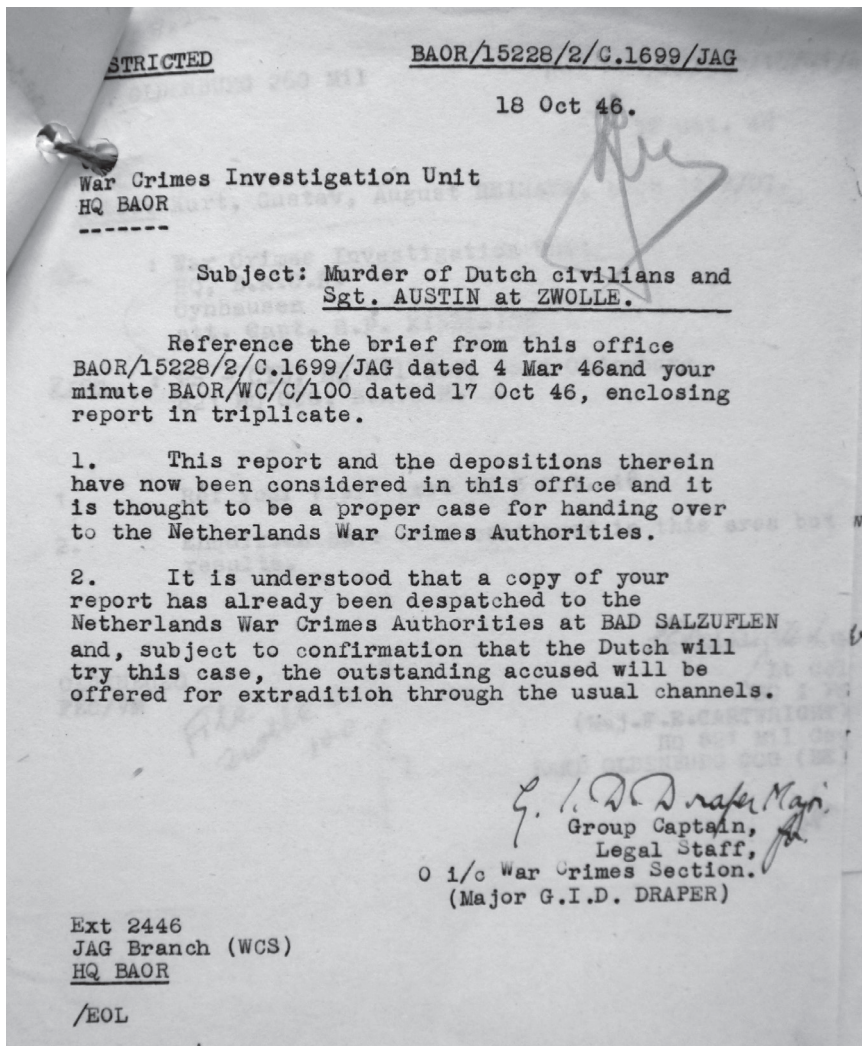 STRICTED
BAOR/15228/2/C.1699/JAG
18 Oct 46.
War Crimes Investigation Unit
HQ BAOR
-------
Subject: Murder of Dutch civilians and
Sgt. AUSTIN at ZWOLLE.
Reference the brief from this office
BAOR/15228/2/C.1699/JAG dated 4 Mar 46and your
minute BAOR/WC/C/100 dated 17 Oct 46, enclosing
report in triplicate.
1. This report and the depositions therein
have now been considered in this office and it
is thought to be a proper case for handing over
to the Netherlands War Crimes Authorities.
2. It is understood that a copy of your
report has already been despatched to the
Netherlands War Crimes Authorities at BAD SALZUFLEN
and, subject to confirmation that the Dutch will
try this case, the outstanding accused will be
offered for extradition through the usual channels.
G. I. D. Draper Major.
Group Captain,
Legal Staff,
O i/c War Crimes Section.
(Major G.I.D. DRAPER)
Ext 2446
JAG Branch (WCS)
HQ BAOR
/EOL